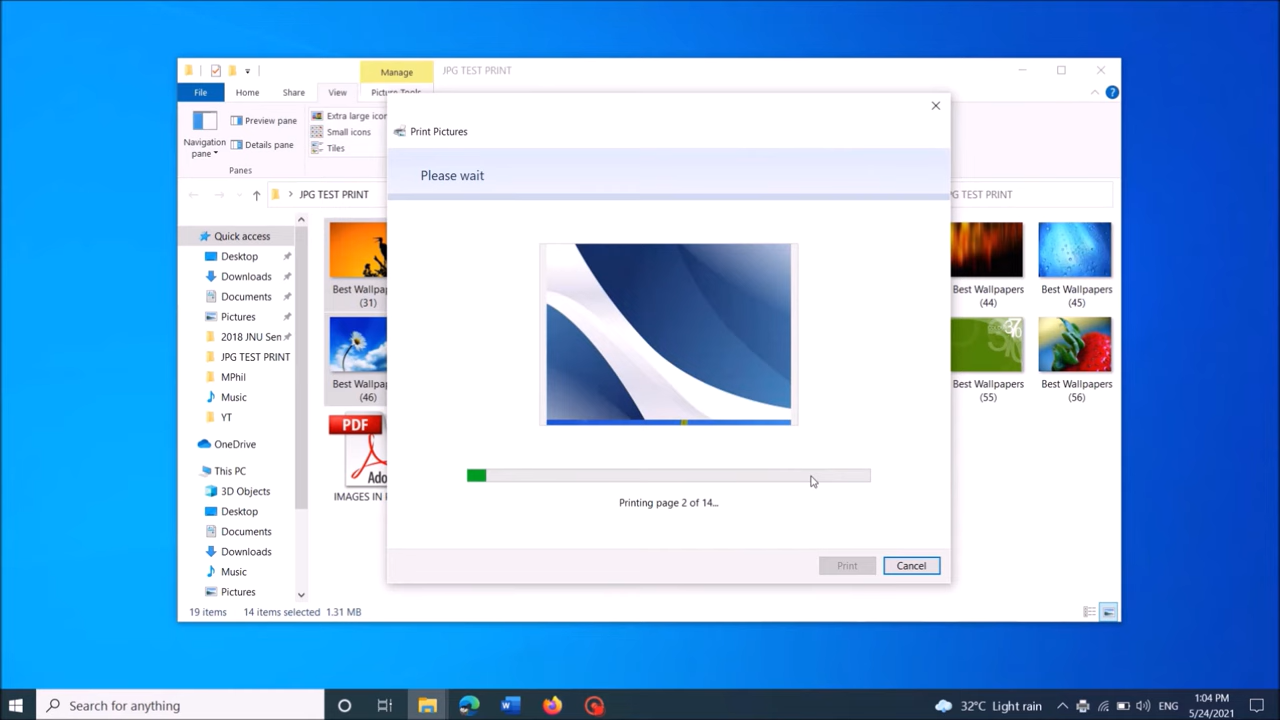 Manage
JPG TEST PRINT
File
Home
Share
View
Picture Tools
Navigation
pane
Preview pane
Details pane
Panes
Extra large icon
Small icons
Tiles
Print Pictures
Please wait
JPG TEST PRINT
PG TEST PRINT
Quick access
Desktop
Downloads
Documents
Pictures
2018 JNU Sen
JPG TEST PRINT
MPhil
Music
YT
OneDrive
This PC
3D Objects
Desktop
Documents
Downloads
Music
Pictures
Best Wallpap
(31)
Best Wallpap
(46)
PDF
Ado
IMAGES IN
Best Wallpapers
(44)
Best Wallpapers
(45)
Best Wallpapers
(55)
Best Wallpapers
(56)
Printing page 2 of 14...
Print
Cancel
19 items
14 items selected
1.31 MB
Search for anything
32°C Light rain
ENG
1:04 PM
5/24/2021